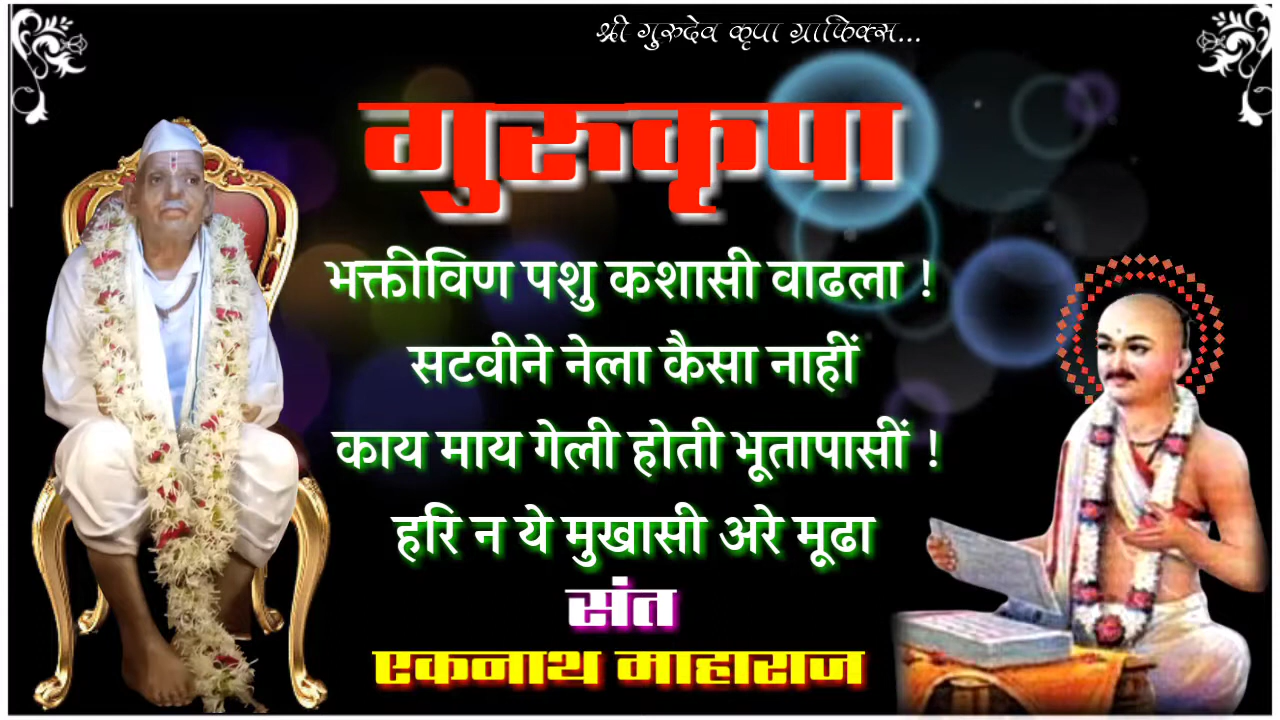 श्री गुरुदेव कृपा ग्राफिक्स...
गुरुकृपा
भक्तीविण पशु कशासी वाढला !
सटवीने नेला कैसा नाहीं
काय माय गेली होती भूतापासीं !
हरि न ये मुखासी अरे मूढा
संत
एकनाथ माहाराज